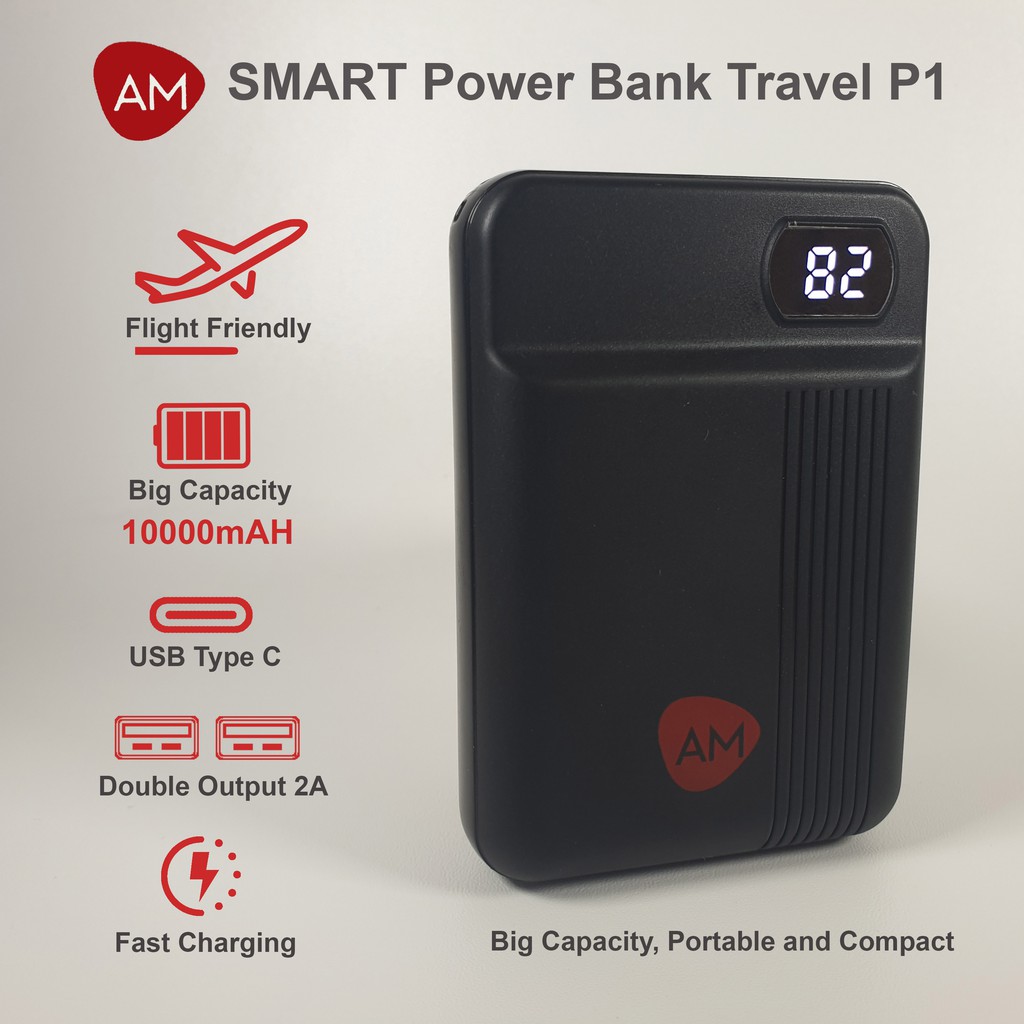 AM SMART Power Bank Travel P1
82
Flight Friendly
Big Capacity
10000mAH
USB Type C
Double Output 2A
AM
Fast Charging
Big Capacity, Portable and Compact